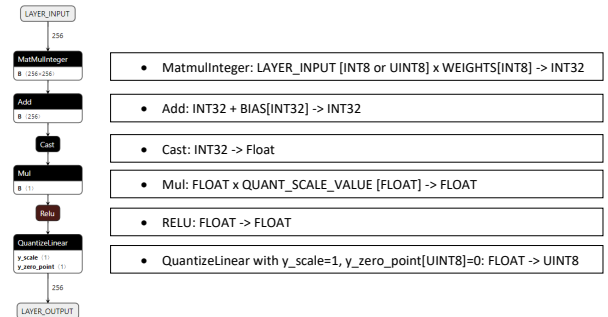 LAYER_INPUT
256
MatMulInteger
B ⟨256×256⟩
• MatmulInteger: LAYER_INPUT [INT8 or UINT8] x WEIGHTS[INT8] -> INT32
Add
B ⟨256⟩
• Add: INT32 + BIAS[INT32] -> INT32
Cast
• Cast: INT32 -> Float
Mul
B ⟨1⟩
• Mul: FLOAT x QUANT_SCALE_VALUE [FLOAT] -> FLOAT
Relu
• RELU: FLOAT -> FLOAT
QuantizeLinear
y_scale ⟨1⟩
y_zero_point ⟨1⟩
• QuantizeLinear with y_scale=1, y_zero_point[UINT8]=0: FLOAT -> UINT8
256
LAYER_OUTPUT